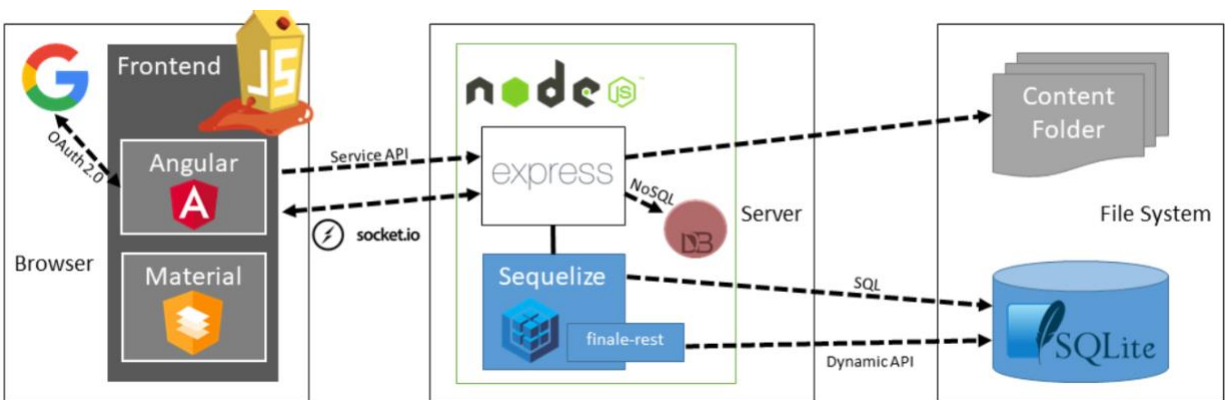 Frontend
JS
OAuth 2.0
Angular
A
Material
Browser
Service API
socket.io
node
JS
express
NoSQL
DB
Server
Sequelize
finale-rest
SQL
Dynamic API
Content
Folder
File System
SQLite